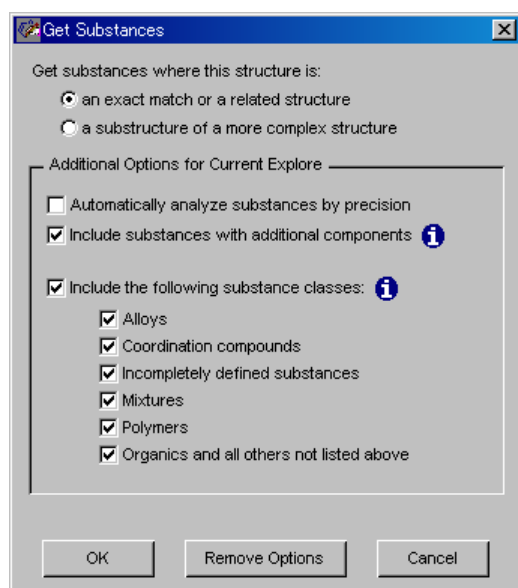 Get Substances
Get substances where this structure is:
an exact match or a related structure
a substructure of a more complex structure
Additional Options for Current Explore
Automatically analyze substances by precision
Include substances with additional components
Include the following substance classes:
Alloys
Coordination compounds
Incompletely defined substances
Mixtures
Polymers
Organics and all others not listed above
OK
Remove Options
Cancel